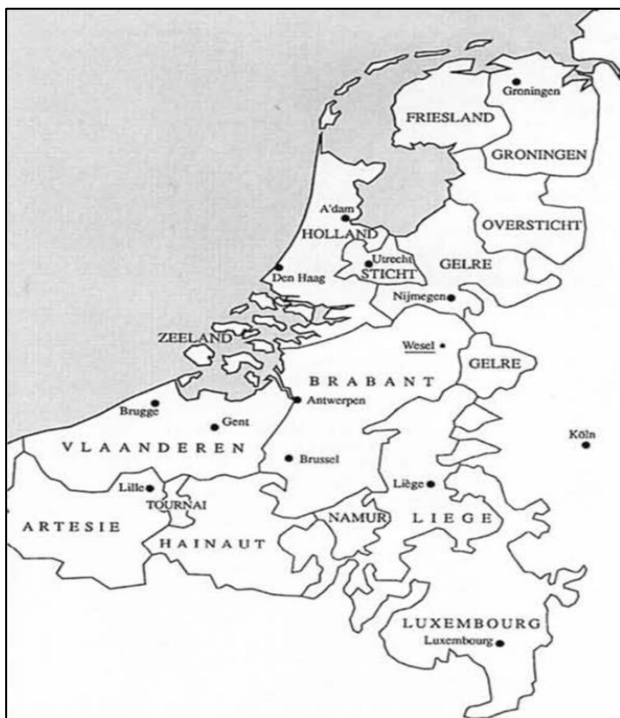 Groningen
FRIESLAND
GRONINGEN
A'dam
OVERSTICHT
HOLLAND
Utrecht
GELRE
STICHT
Den Haag
Nijmegen
ZEELAND
Wesel
GELRE
BRABANT
Antwerpen
Brugge
Gent
VLAANDEREN
Köln
Brussel
Liège
Lille
TOURNAI
NAMUR
LIEGE
ARTESIE
HAINAUT
LUXEMBOURG
Luxembourg